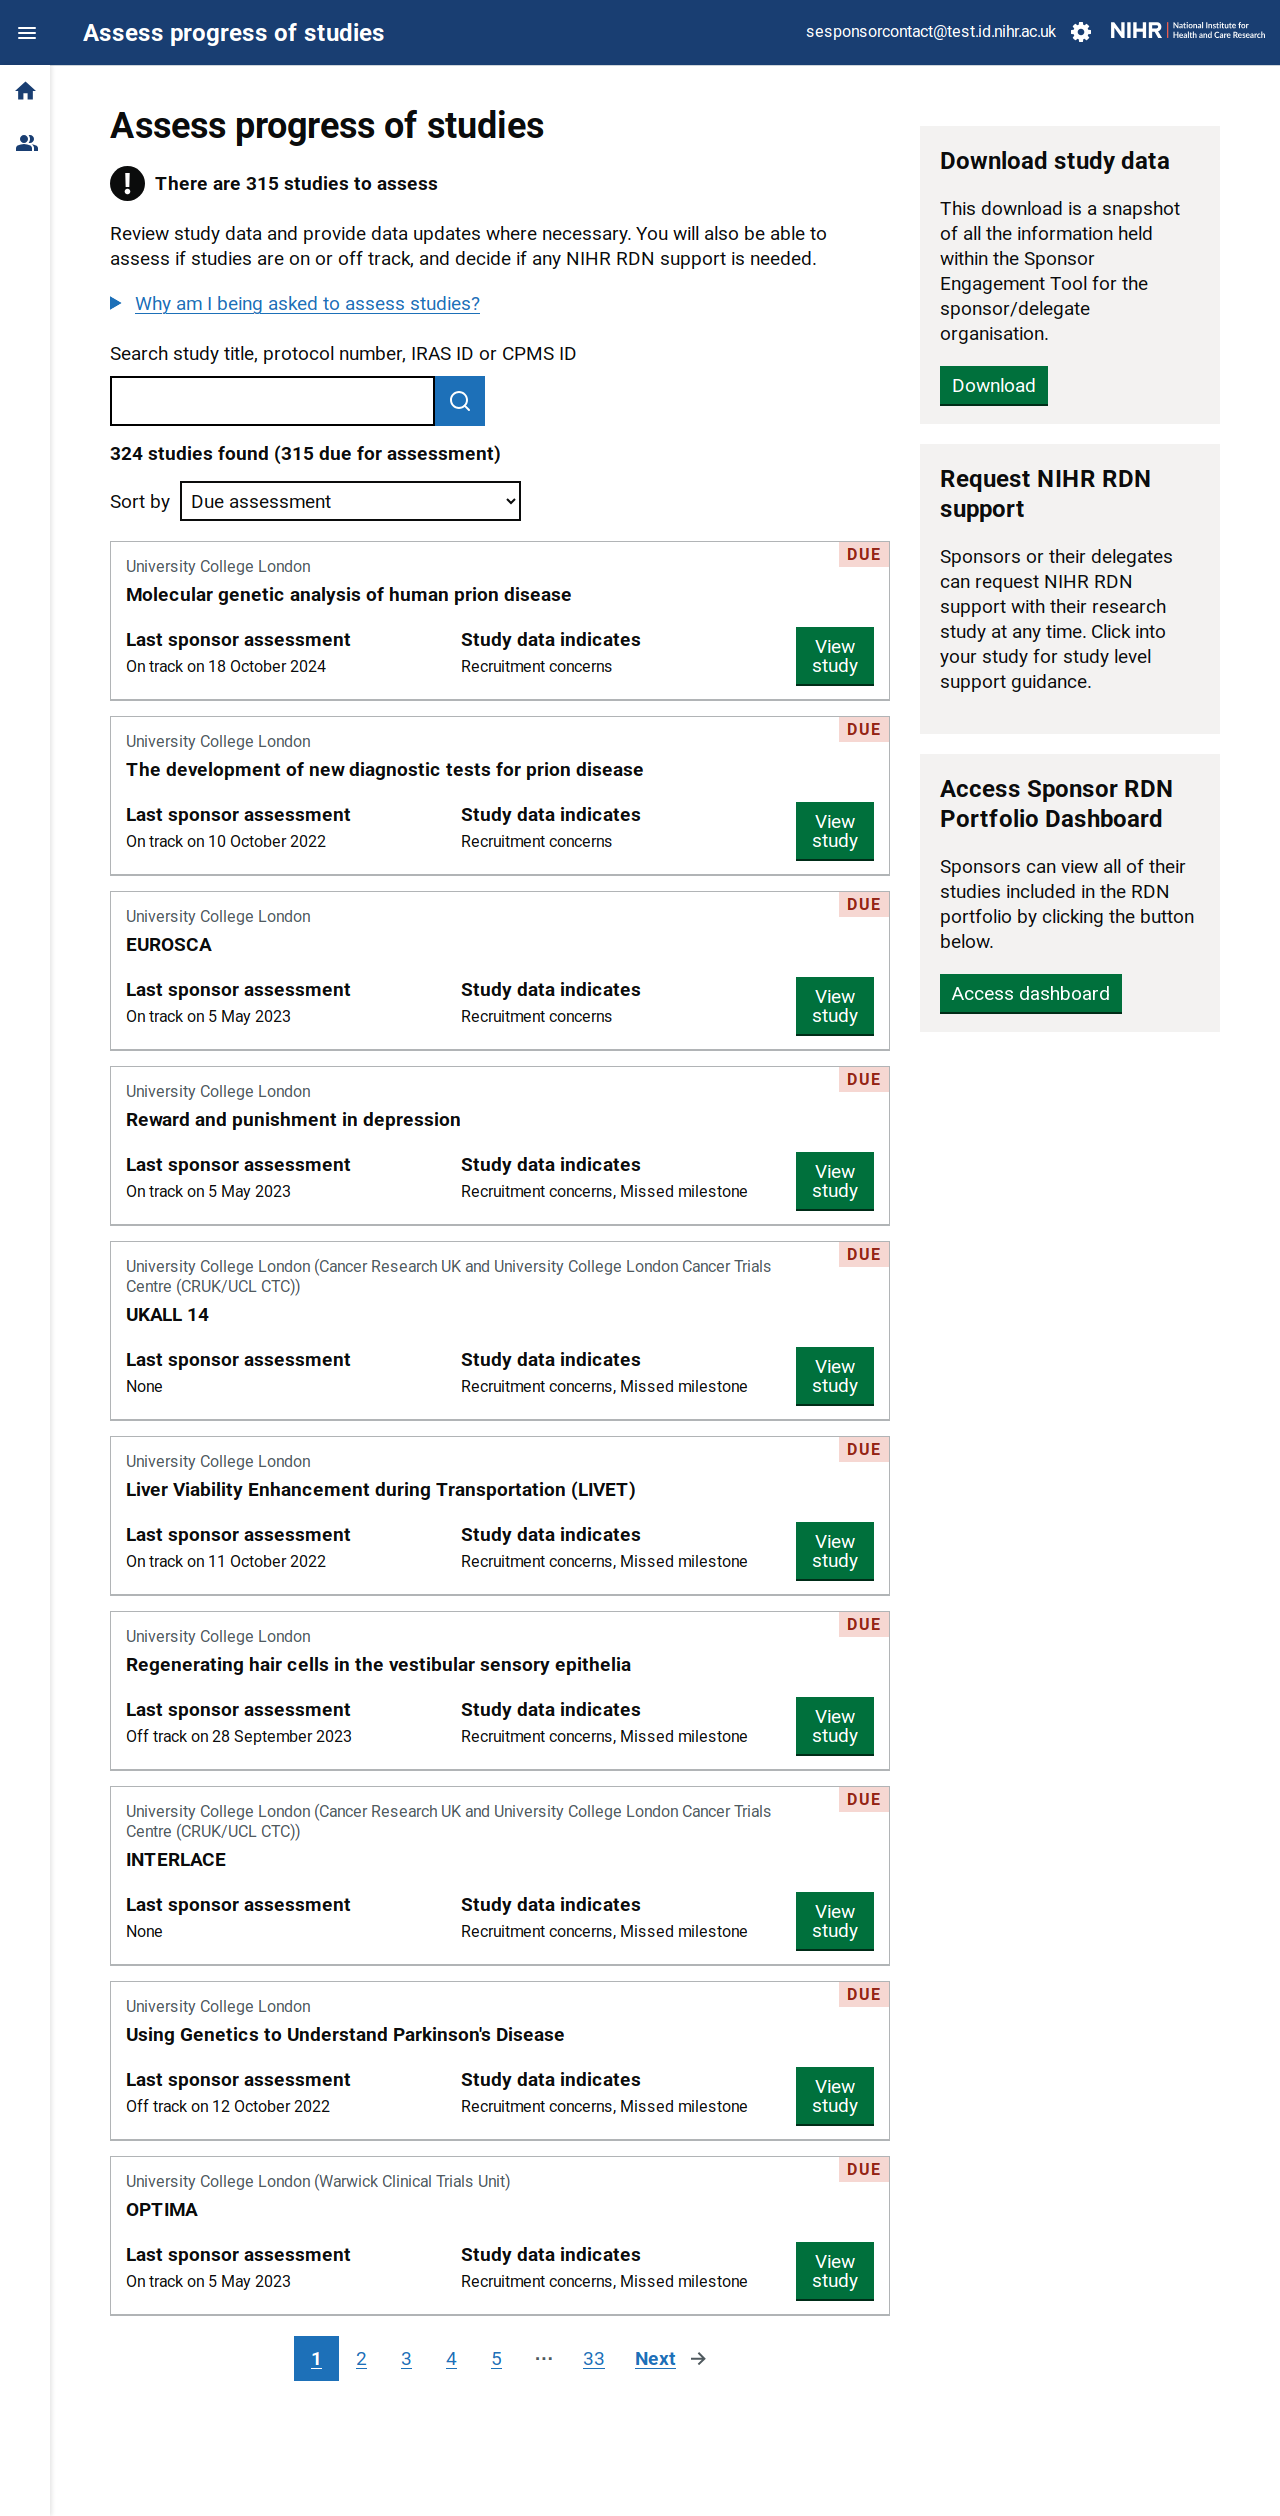 Assess progress of studies
sesponsorcontact@test.id.nihr.ac.uk
NIHR
National Institute for
Health and Care Research
Assess progress of studies
There are 315 studies to assess
Review study data and provide data updates where necessary. You will also be able to
assess if studies are on or off track, and decide if any NIHR RDN support is needed.
Why am I being asked to assess studies?
Search study title, protocol number, IRAS ID or CPMS ID
324 studies found (315 due for assessment)
Sort by
Due assessment
DUE
University College London
Molecular genetic analysis of human prion disease
Last sponsor assessment
On track on 18 October 2024
Study data indicates
Recruitment concerns
View
study
DUE
University College London
The development of new diagnostic tests for prion disease
Last sponsor assessment
On track on 10 October 2022
Study data indicates
Recruitment concerns
View
study
DUE
University College London
EUROSCA
Last sponsor assessment
On track on 5 May 2023
Study data indicates
Recruitment concerns
View
study
DUE
University College London
Reward and punishment in depression
Last sponsor assessment
On track on 5 May 2023
Study data indicates
Recruitment concerns, Missed milestone
View
study
DUE
University College London (Cancer Research UK and University College London Cancer Trials
Centre (CRUK/UCL CTC))
UKALL 14
Last sponsor assessment
None
Study data indicates
Recruitment concerns, Missed milestone
View
study
DUE
University College London
Liver Viability Enhancement during Transportation (LIVET)
Last sponsor assessment
On track on 11 October 2022
Study data indicates
Recruitment concerns, Missed milestone
View
study
DUE
University College London
Regenerating hair cells in the vestibular sensory epithelia
Last sponsor assessment
Off track on 28 September 2023
Study data indicates
Recruitment concerns, Missed milestone
View
study
DUE
University College London (Cancer Research UK and University College London Cancer Trials
Centre (CRUK/UCL CTC))
INTERLACE
Last sponsor assessment
None
Study data indicates
Recruitment concerns, Missed milestone
View
study
DUE
University College London
Using Genetics to Understand Parkinson's Disease
Last sponsor assessment
Off track on 12 October 2022
Study data indicates
Recruitment concerns, Missed milestone
View
study
DUE
University College London (Warwick Clinical Trials Unit)
OPTIMA
Last sponsor assessment
On track on 5 May 2023
Study data indicates
Recruitment concerns, Missed milestone
View
study
1 2 3 4 5 ... 33 Next →
Download study data
This download is a snapshot
of all the information held
within the Sponsor
Engagement Tool for the
sponsor/delegate
organisation.
Download
Request NIHR RDN
support
Sponsors or their delegates
can request NIHR RDN
support with their research
study at any time. Click into
your study for study level
support guidance.
Access Sponsor RDN
Portfolio Dashboard
Sponsors can view all of their
studies included in the RDN
portfolio by clicking the button
below.
Access dashboard